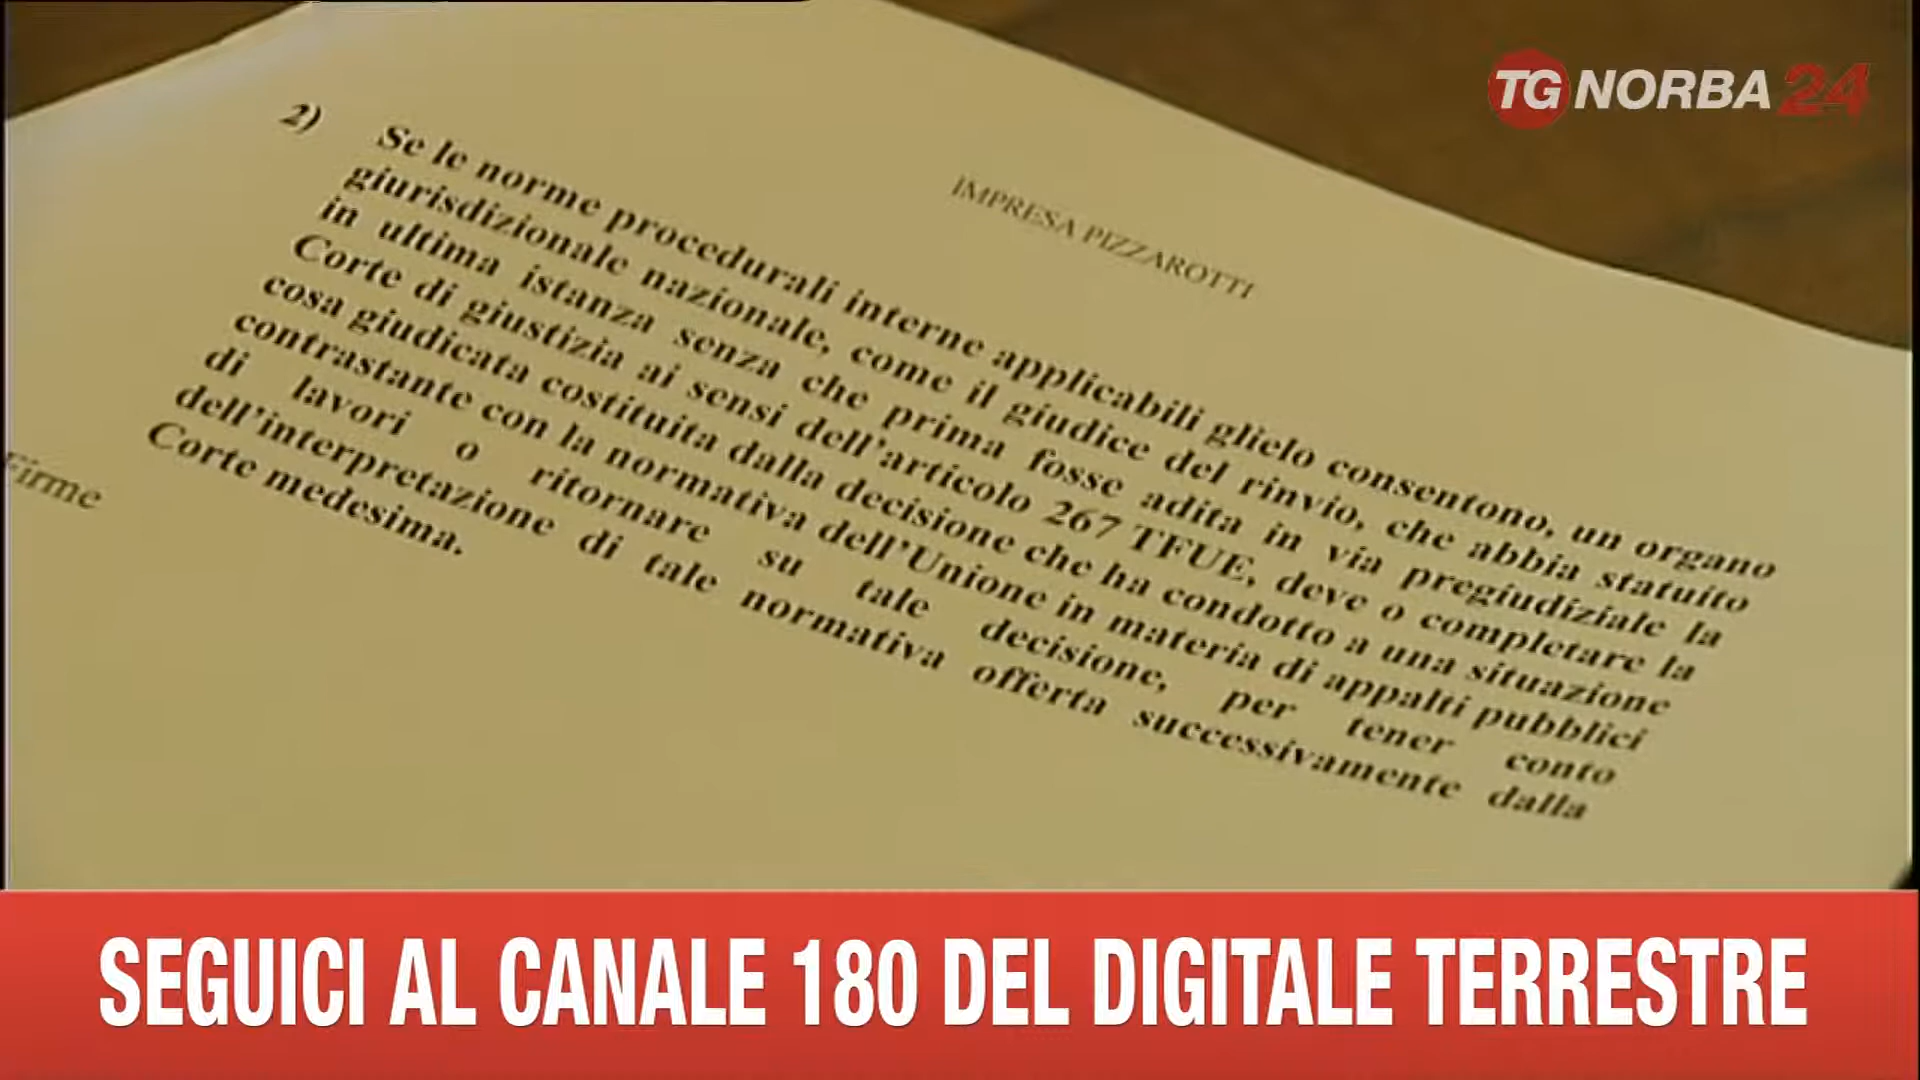 TG NORBA 24
IMPRESA PIZZAROTTI
2) Se le norme procedurali interne applicabili glielo consentono, un organo
giurisdizionale nazionale, come il giudice del rinvio, che abbia statuito
in ultima istanza senza che prima fosse adita in via pregiudiziale la
Corte di giustizia ai sensi dell'articolo 267 TFUE, deve o completare la
cosa giudicata costituita dalla decisione che ha condotto a una situazione
contrastante con la normativa dell'Unione in materia di appalti pubblici
di lavori o ritornare su tale decisione, per tener conto
dell'interpretazione di tale normativa offerta successivamente dalla
Corte medesima.
Firme
SEGUICI AL CANALE 180 DEL DIGITALE TERRESTRE